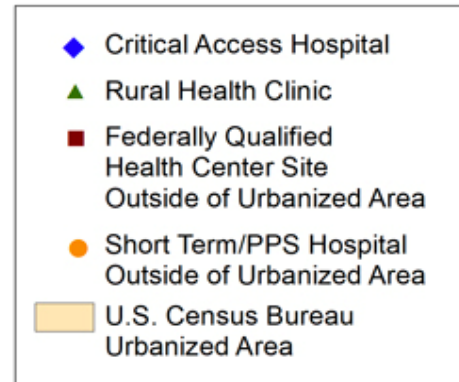 Critical Access Hospital
Rural Health Clinic
Federally Qualified
Health Center Site
Outside of Urbanized Area
Short Term/PPS Hospital
Outside of Urbanized Area
U.S. Census Bureau
Urbanized Area